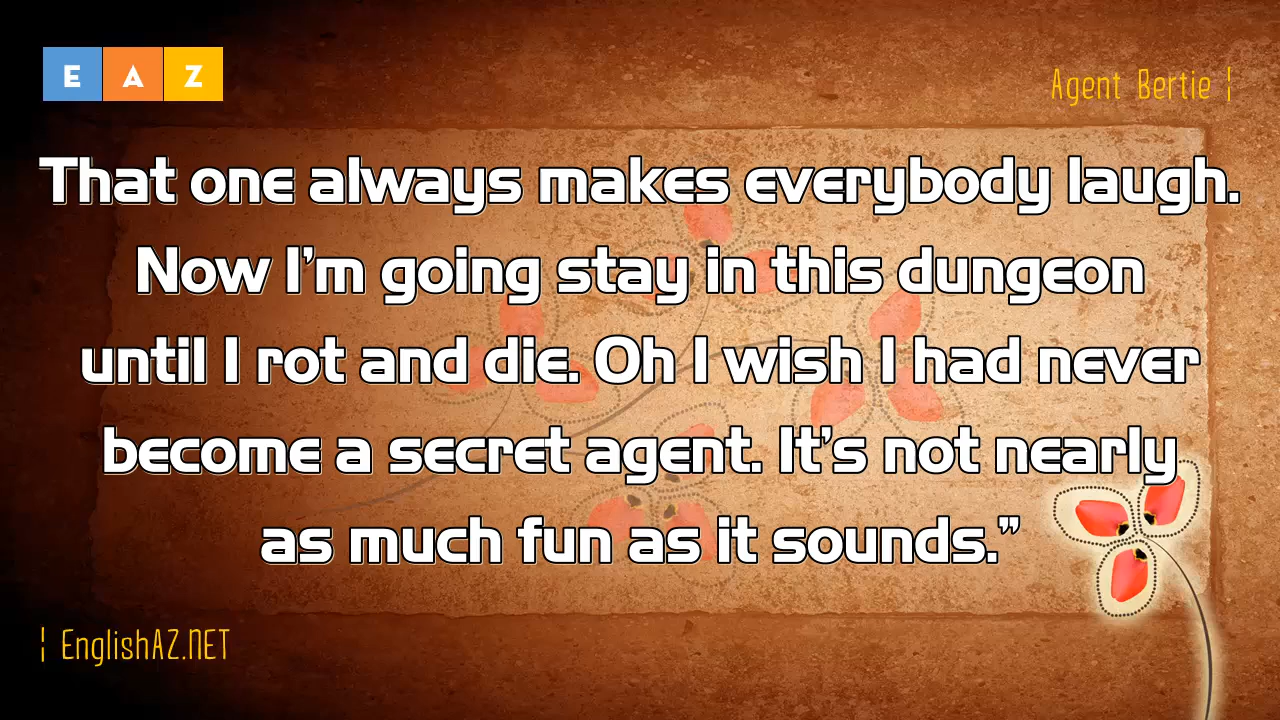 E A Z
Agent Bertie ¦
That one always makes everybody laugh.
Now I’m going stay in this dungeon
until I rot and die. Oh I wish I had never
become a secret agent. It’s not nearly
as much fun as it sounds.”
¦ EnglishAZ.NET